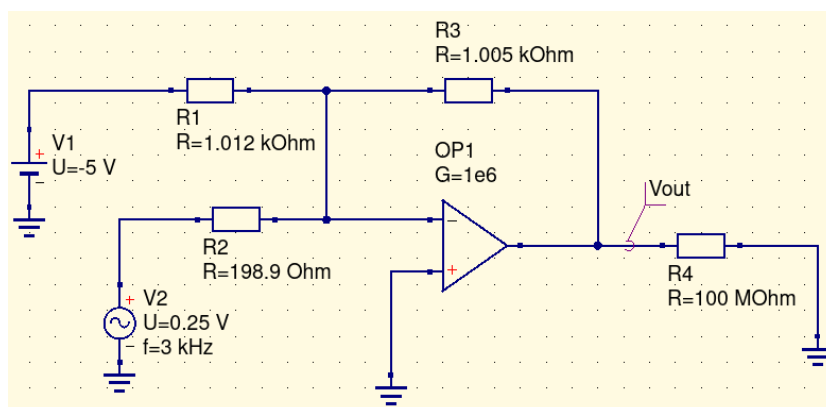 R3
R=1.005 kOhm
R1
R=1.012 kOhm
V1
U=-5 V
+
−
OP1
G=1e6
Vout
−
+
R2
R=198.9 Ohm
R4
R=100 MOhm
V2
U=0.25 V
f=3 kHz
+
−